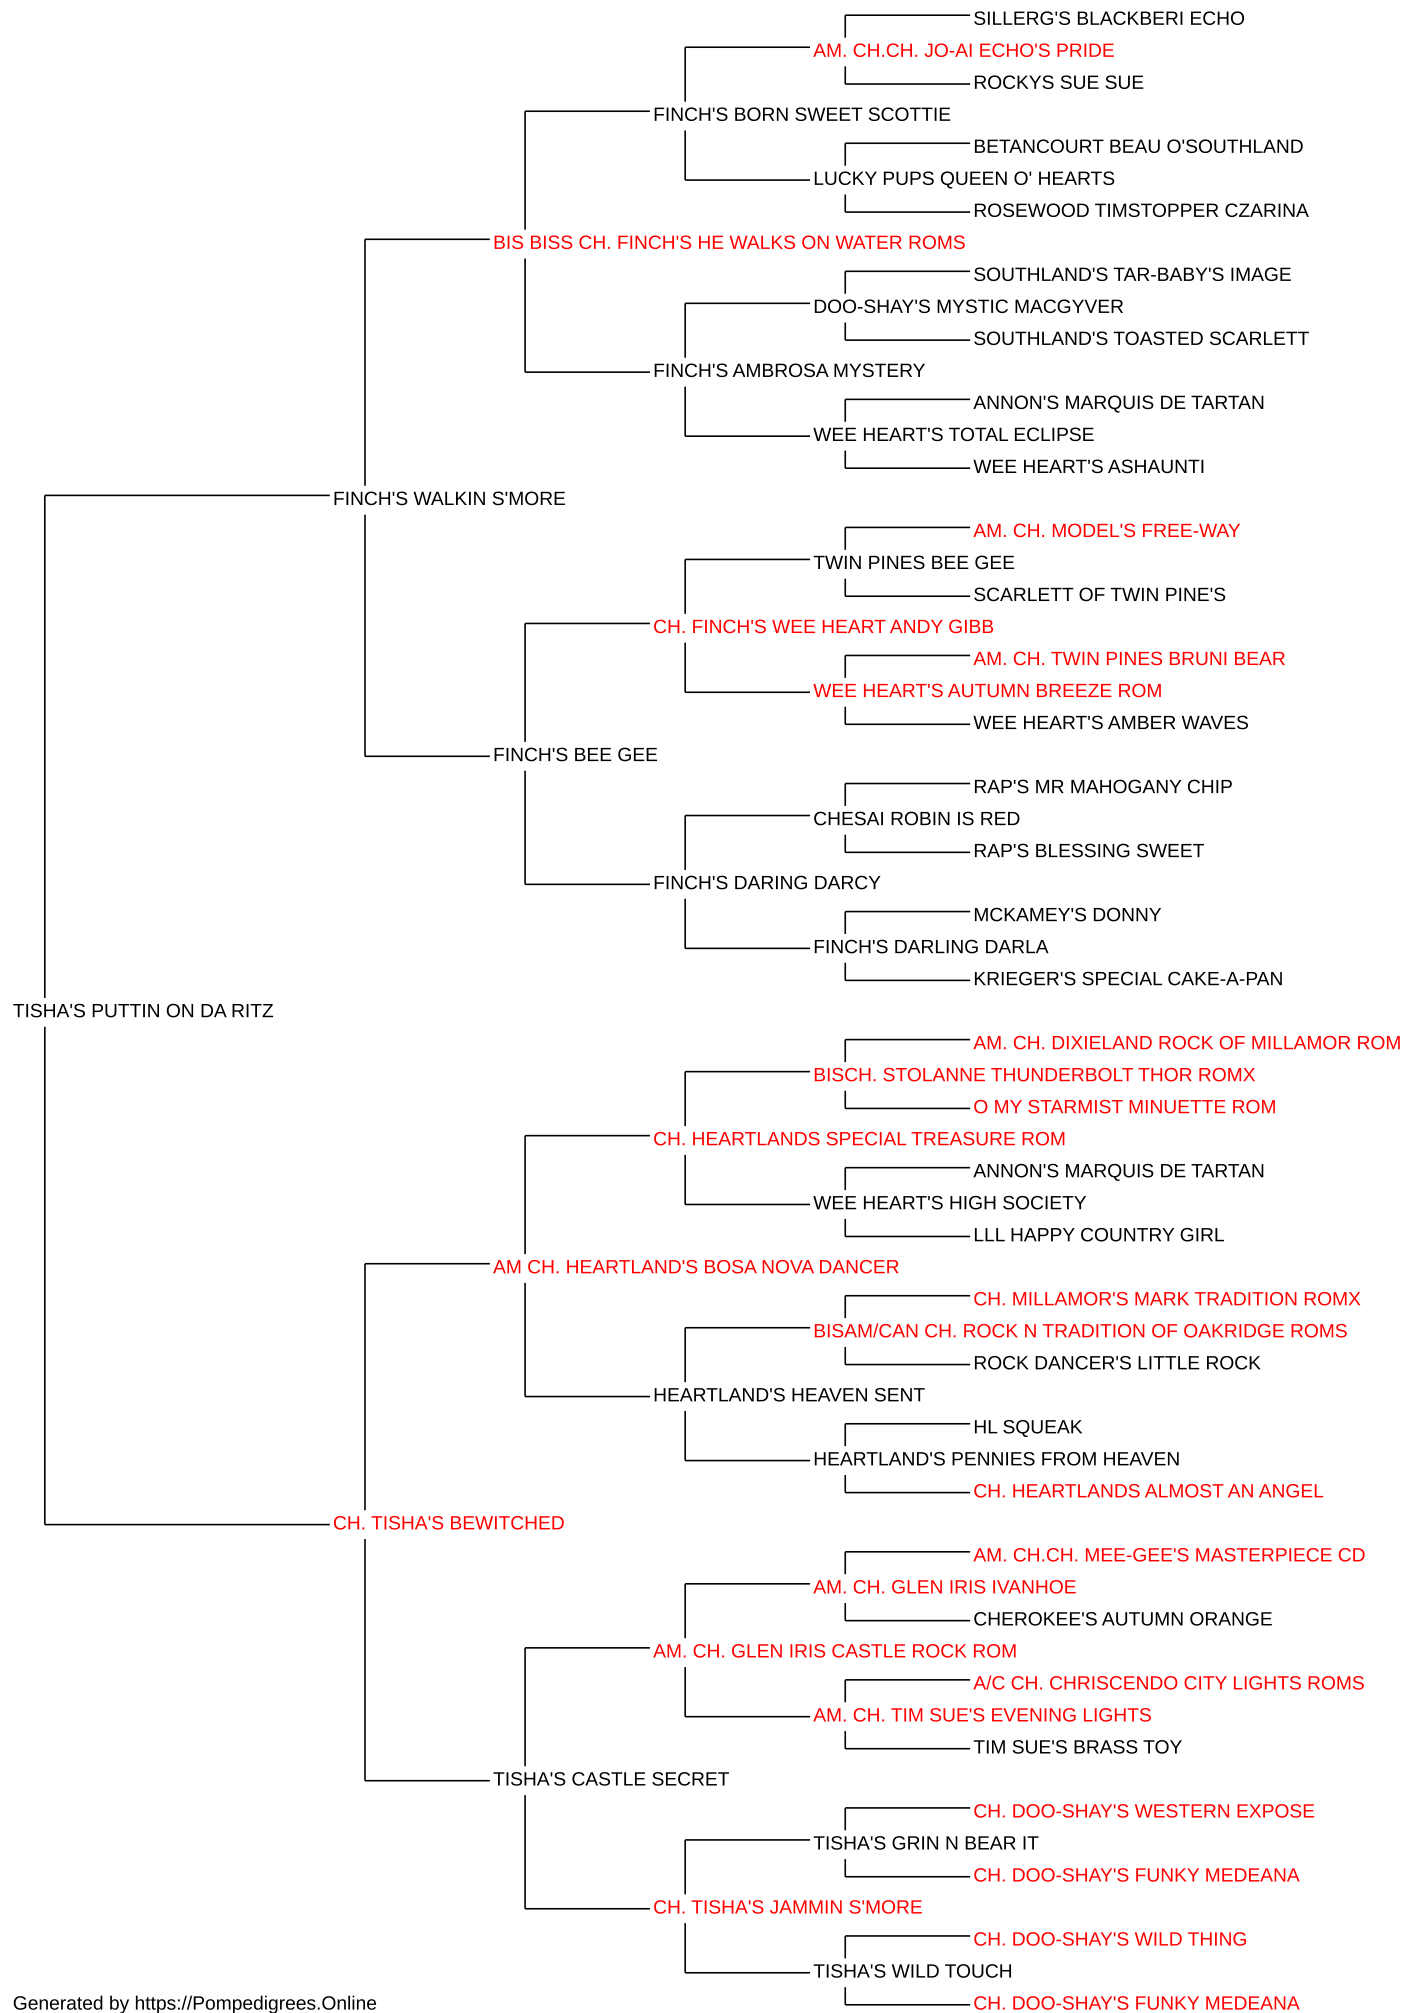 SILLERG'S BLACKBERI ECHO
AM. CH.CH. JO-AI ECHO'S PRIDE
ROCKYS SUE SUE
FINCH'S BORN SWEET SCOTTIE
BETANCOURT BEAU O'SOUTHLAND
LUCKY PUPS QUEEN O' HEARTS
ROSEWOOD TIMSTOPPER CZARINA
BIS BISS CH. FINCH'S HE WALKS ON WATER ROMS
SOUTHLAND'S TAR-BABY'S IMAGE
DOO-SHAY'S MYSTIC MACGYVER
SOUTHLAND'S TOASTED SCARLETT
FINCH'S AMBROSA MYSTERY
ANNON'S MARQUIS DE TARTAN
WEE HEART'S TOTAL ECLIPSE
WEE HEART'S ASHAUNTI
FINCH'S WALKIN S'MORE
AM. CH. MODEL'S FREE-WAY
TWIN PINES BEE GEE
SCARLETT OF TWIN PINE'S
CH. FINCH'S WEE HEART ANDY GIBB
AM. CH. TWIN PINES BRUNI BEAR
WEE HEART'S AUTUMN BREEZE ROM
WEE HEART'S AMBER WAVES
FINCH'S BEE GEE
RAP'S MR MAHOGANY CHIP
CHESAI ROBIN IS RED
RAP'S BLESSING SWEET
FINCH'S DARING DARCY
MCKAMEY'S DONNY
FINCH'S DARLING DARLA
KRIEGER'S SPECIAL CAKE-A-PAN
TISHA'S PUTTIN ON DA RITZ
AM. CH. DIXIELAND ROCK OF MILLAMOR ROM
BISCH. STOLANNE THUNDERBOLT THOR ROMX
O MY STARMIST MINUETTE ROM
CH. HEARTLANDS SPECIAL TREASURE ROM
ANNON'S MARQUIS DE TARTAN
WEE HEART'S HIGH SOCIETY
LLL HAPPY COUNTRY GIRL
AM CH. HEARTLAND'S BOSA NOVA DANCER
CH. MILLAMOR'S MARK TRADITION ROMX
BISAM/CAN CH. ROCK N TRADITION OF OAKRIDGE ROMS
ROCK DANCER'S LITTLE ROCK
HEARTLAND'S HEAVEN SENT
HL SQUEAK
HEARTLAND'S PENNIES FROM HEAVEN
CH. HEARTLANDS ALMOST AN ANGEL
CH. TISHA'S BEWITCHED
AM. CH.CH. MEE-GEE'S MASTERPIECE CD
AM. CH. GLEN IRIS IVANHOE
CHEROKEE'S AUTUMN ORANGE
AM. CH. GLEN IRIS CASTLE ROCK ROM
A/C CH. CHRISCENDO CITY LIGHTS ROMS
AM. CH. TIM SUE'S EVENING LIGHTS
TIM SUE'S BRASS TOY
TISHA'S CASTLE SECRET
CH. DOO-SHAY'S WESTERN EXPOSE
TISHA'S GRIN N BEAR IT
CH. DOO-SHAY'S FUNKY MEDEANA
CH. TISHA'S JAMMIN S'MORE
CH. DOO-SHAY'S WILD THING
TISHA'S WILD TOUCH
CH. DOO-SHAY'S FUNKY MEDEANA
Generated by https://Pompedigrees.Online